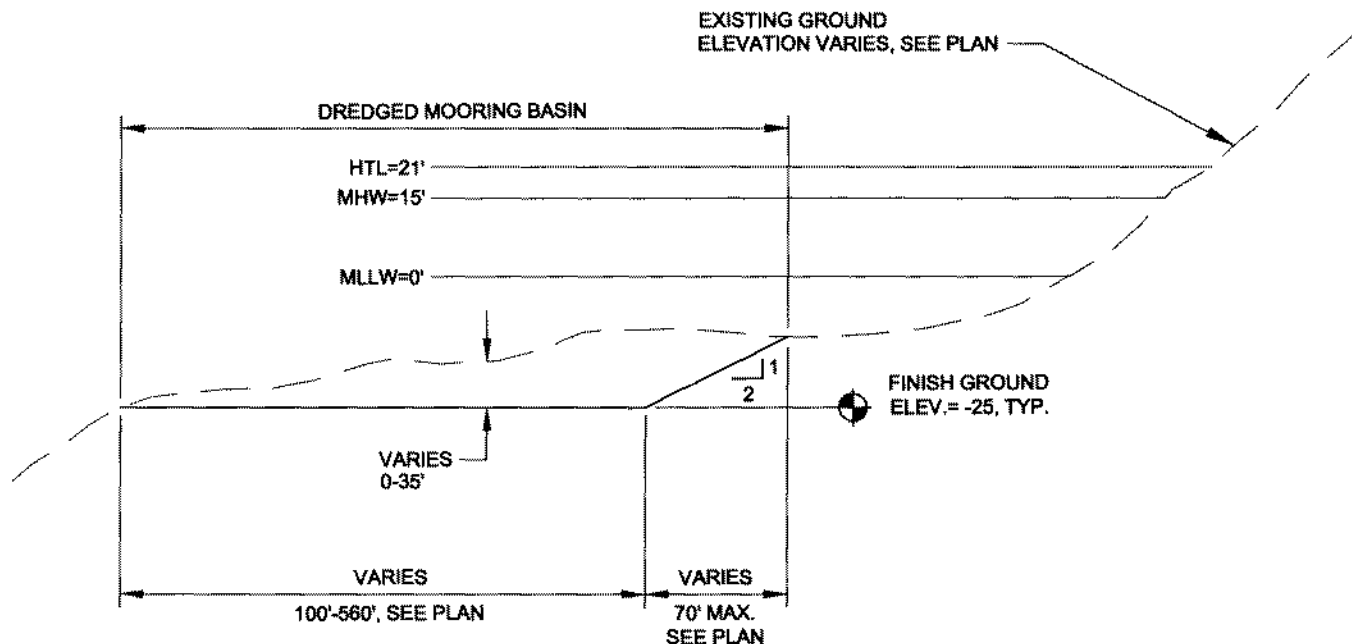 EXISTING GROUND
ELEVATION VARIES, SEE PLAN
DREDGED MOORING BASIN
HTL=21'
MHW=15'
MLLW=0'
1
2
FINISH GROUND
ELEV.= -25, TYP.
VARIES
0-35'
VARIES
100'-560', SEE PLAN
VARIES
70' MAX.
SEE PLAN